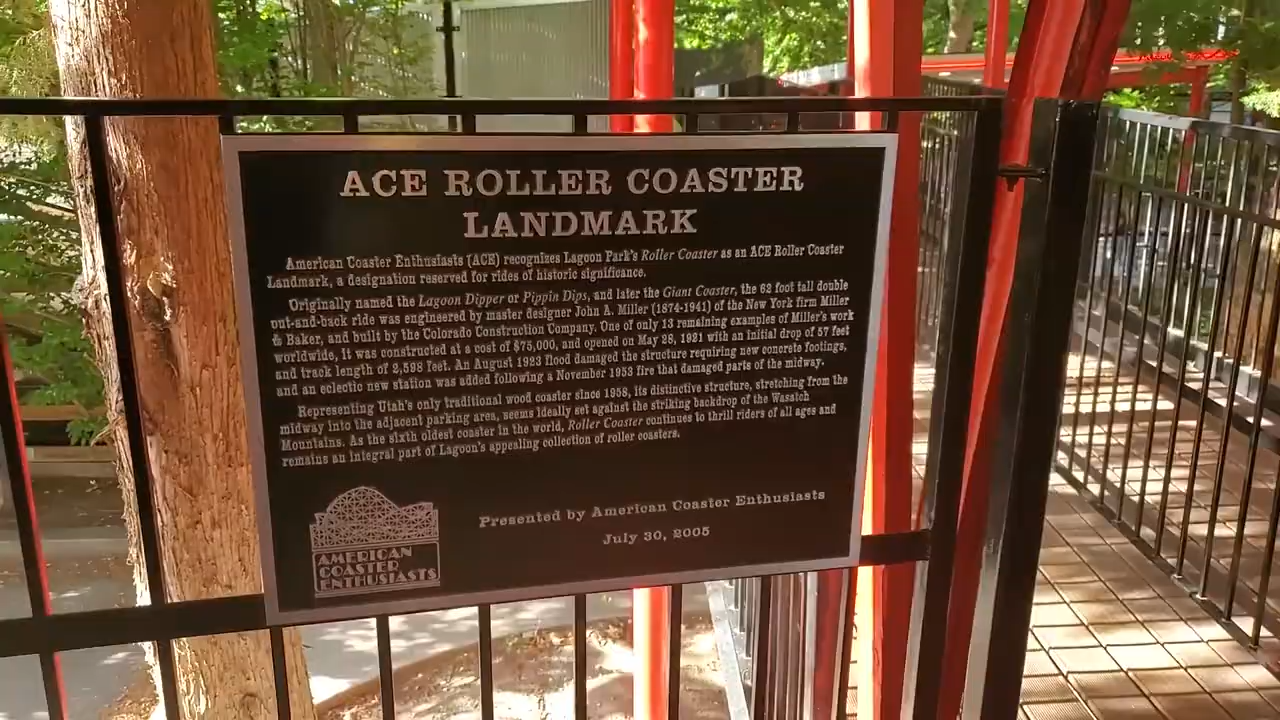 ACE ROLLER COASTER
LANDMARK
American Coaster Enthusiasts (ACE) recognizes Lagoon Park's Roller Coaster as an ACE Roller Coaster
Landmark, a designation reserved for rides of historic significance.
Originally named the Lagoon Dipper or Pippin Dips, and later the Giant Coaster, the 62 foot tall double
out-and-back ride was engineered by master designer John A. Miller (1874-1941) of the New York firm Miller
& Baker, and built by the Colorado Construction Company. One of only 13 remaining examples of Miller's work
worldwide, it was constructed at a cost of $75,000, and opened on May 28, 1921 with an initial drop of 57 feet
and track length of 2,598 feet. An August 1923 flood damaged the structure requiring new concrete footings,
and an eclectic new station was added following a November 1953 fire that damaged parts of the midway.
Representing Utah's only traditional wood coaster since 1958, its distinctive structure, stretching from the
midway into the adjacent parking area, seems ideally set against the striking backdrop of the Wasatch
Mountains. As the sixth oldest coaster in the world, Roller Coaster continues to thrill riders of all ages and
remains an integral part of Lagoon's appealing collection of roller coasters.
Presented by American Coaster Enthusiasts
July 30, 2005
AMERICAN
COASTER
ENTHUSIASTS